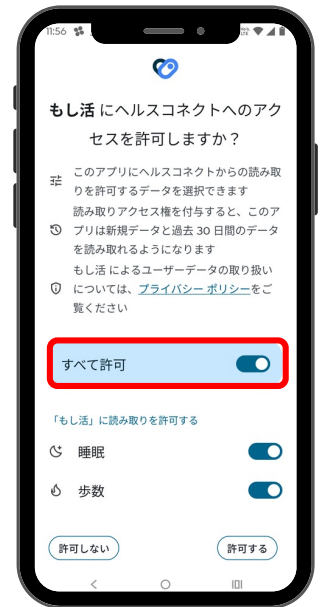 11:56
もし活 にヘルスコネクトへのアク
セスを許可しますか？
このアプリにヘルスコネクトからの読み取
りを許可するデータを選択できます
読み取りアクセス権を付与すると、このア
プリは新規データと過去 30 日間のデータ
を読み取れるようになります
もし活 によるユーザーデータの取り扱い
については、プライバシー ポリシーをご
覧ください
すべて許可
「もし活」に読み取りを許可する
睡眠
歩数
許可しない
許可する